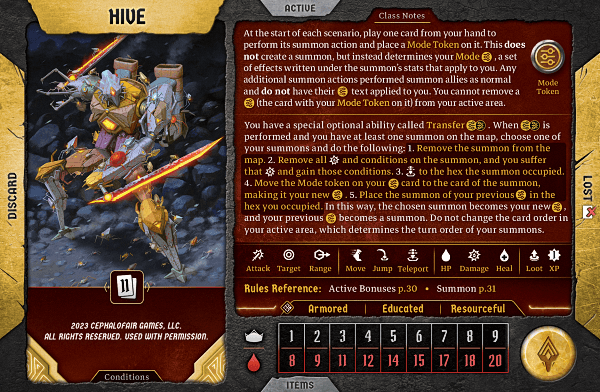 HIVE
ACTIVE
Class Notes
At the start of each scenario, play one card from your hand to
perform its summon action and place a Mode Token on it. This does
not create a summon, but instead determines your Mode, a set
of effects written under the summon's stats that apply to you. Any
additional summon actions performed summon allies as normal
and do not have their text applied to you. You cannot remove
a (the card with your Mode Token on it) from your active area.
Mode
Token
You have a special optional ability called Transfer. When is
performed and you have at least one summon on the map, choose one of
your summons and do the following: 1. Remove the summon from the
map. 2. Remove all and conditions on the summon, and you suffer
that and gain those conditions. 3. to the hex the summon occupied.
4. Move the Mode token on your card to the card of the summon,
making it your new. 5. Place the summon of your previous in the
hex you occupied. In this way, the chosen summon becomes your new,
and your previous becomes a summon. Do not change the card order in
your active area, which determines the turn order of your summons.
Attack Target Range Move Jump Teleport HP Damage Heal Loot XP
Rules Reference: Active Bonuses p.30 • Summon p.31
Armored | Educated | Resourceful
1 2 3 4 5 6 7 8 9
8 9 11 12 14 15 17 18 20
DISCARD
LOST
11
2023 CEPHALOFAIR GAMES, LLC.
ALL RIGHTS RESERVED. USED WITH PERMISSION.
Conditions
ITEMS